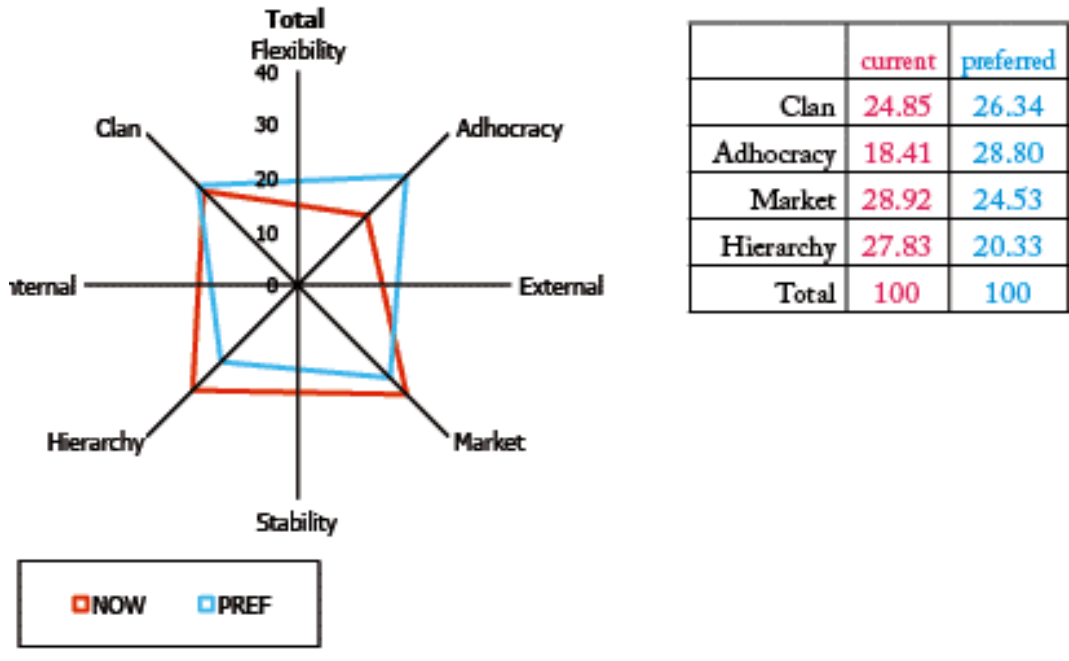 Total
Flexibility
40
30
20
10
0
Clan
Adhocracy
nternal
External
Hierarchy
Market
Stability
NOW PREF
current preferred
Clan 24.85 26.34
Adhocracy 18.41 28.80
Market 28.92 24.53
Hierarchy 27.83 20.33
Total 100 100